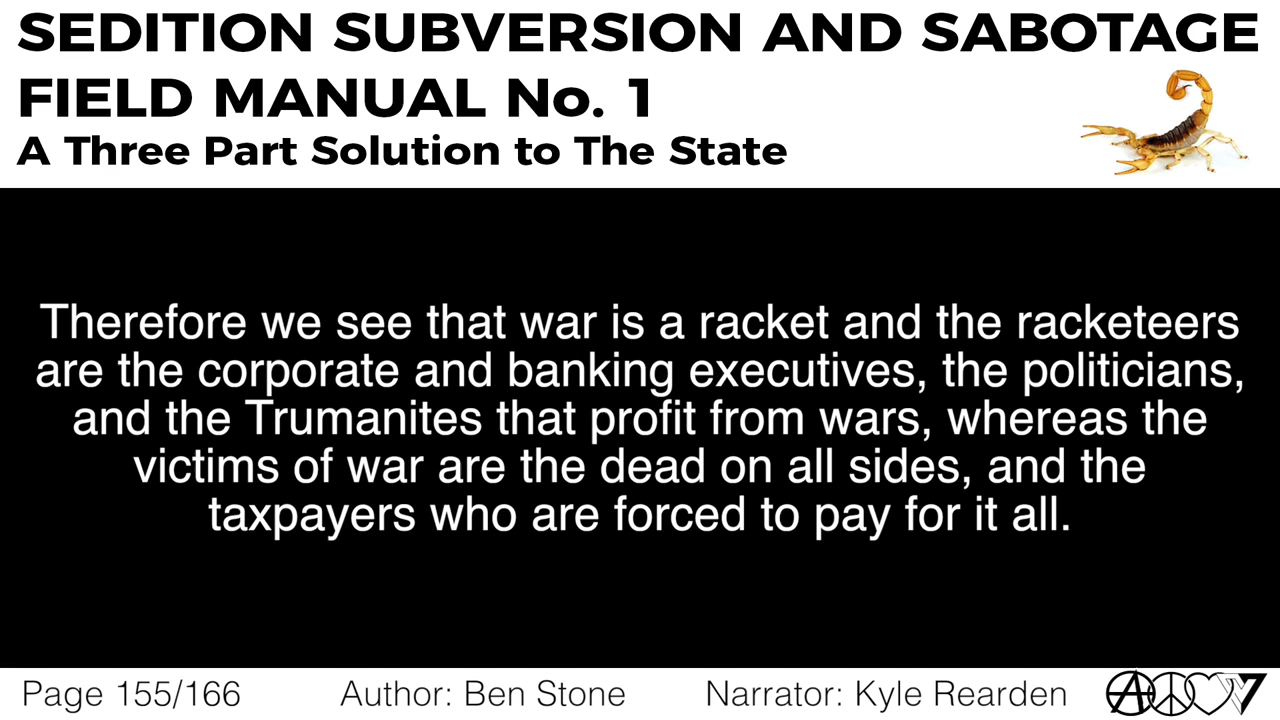 SEDITION SUBVERSION AND SABOTAGE
FIELD MANUAL No. 1
A Three Part Solution to The State
Therefore we see that war is a racket and the racketeers
are the corporate and banking executives, the politicians,
and the Trumanites that profit from wars, whereas the
victims of war are the dead on all sides, and the
taxpayers who are forced to pay for it all.
Page 155/166 Author: Ben Stone Narrator: Kyle Rearden